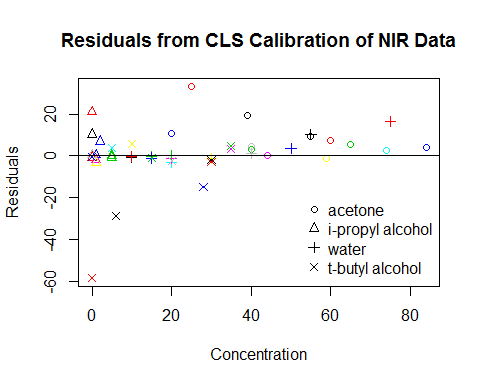 Residuals from CLS Calibration of NIR Data
Residuals
20
0
-20
-40
-60
acetone
i-propyl alcohol
water
t-butyl alcohol
0 20 40 60 80
Concentration